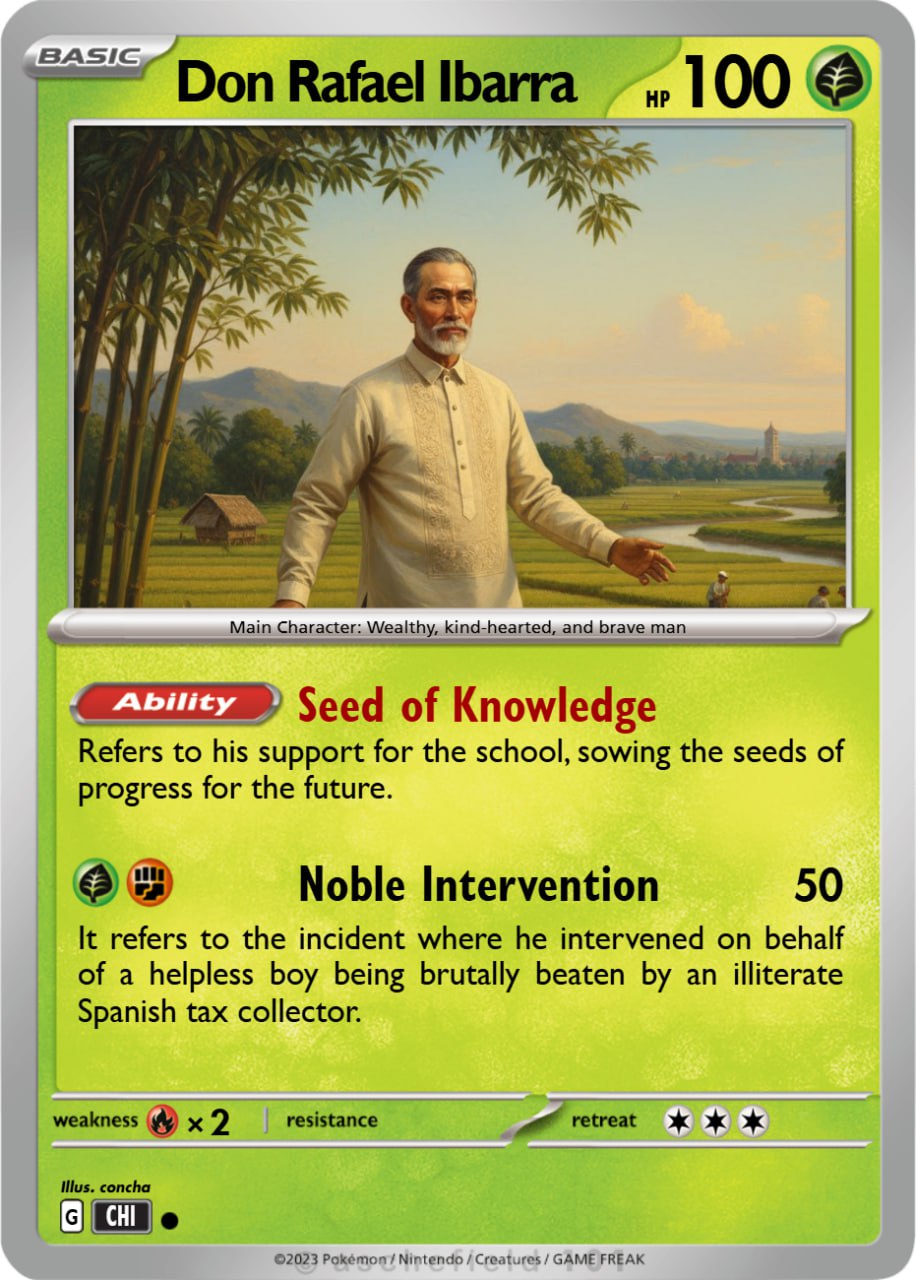 BASIC
Don Rafael Ibarra
HP 100
Main Character: Wealthy, kind-hearted, and brave man
Ability Seed of Knowledge
Refers to his support for the school, sowing the seeds of
progress for the future.
Noble Intervention 50
It refers to the incident where he intervened on behalf
of a helpless boy being brutally beaten by an illiterate
Spanish tax collector.
weakness × 2 resistance retreat
Illus. concha
G CHI
©2023 Pokémon / Nintendo / Creatures / GAME FREAK